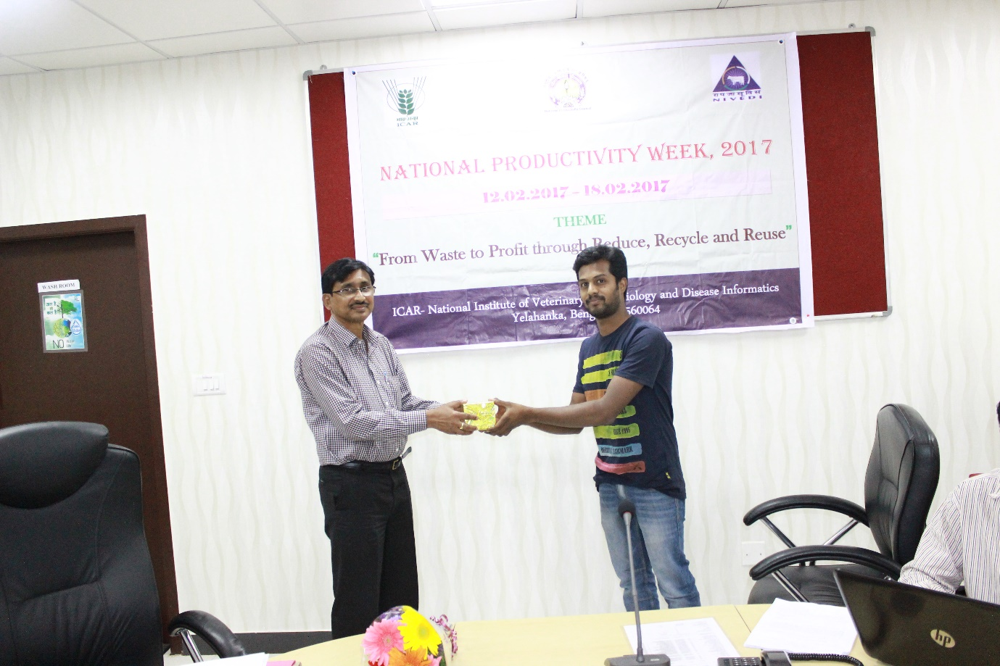 ICAR
राप जा सू वि स
NIVEDI
NATIONAL PRODUCTIVITY WEEK, 2017
12.02.2017 – 18.02.2017
THEME
“From Waste to Profit through Reduce, Recycle and Reuse”
ICAR- National Institute of Veterinary iology and Disease Informatics
Yelahanka, Beng 560064
WASH ROOM
NO
SINCE 1995
hp